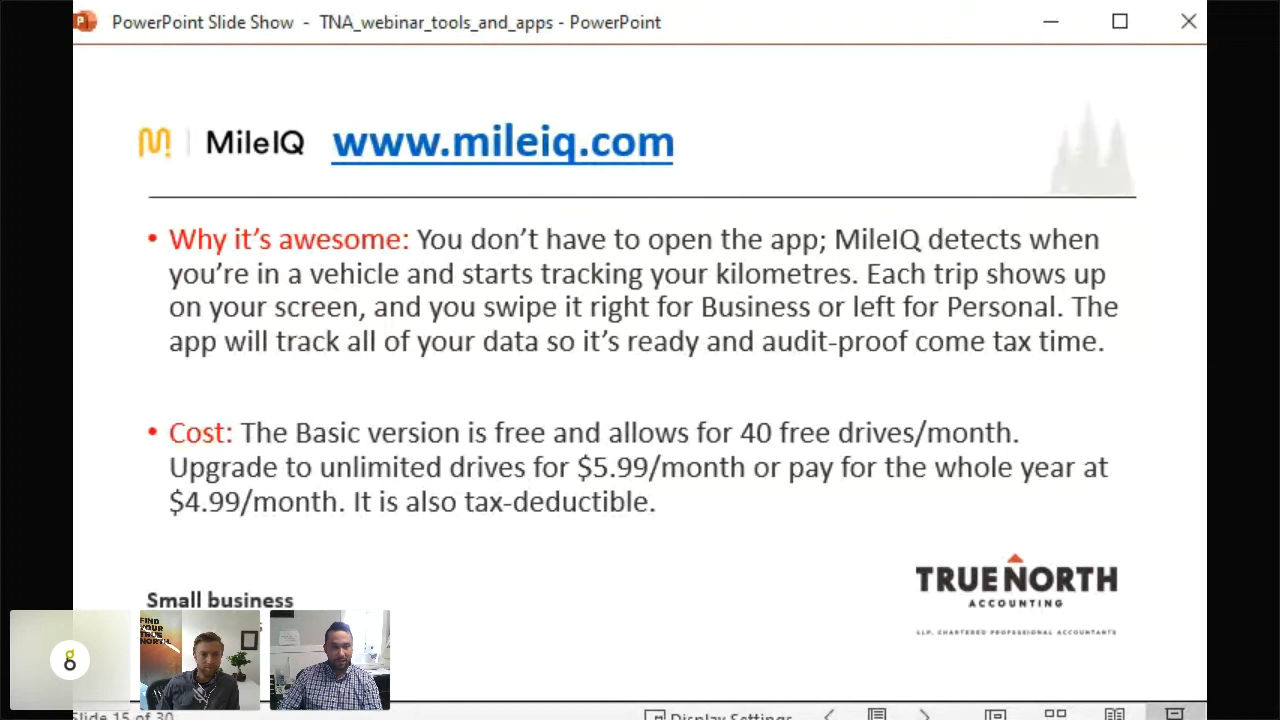 PowerPoint Slide Show - TNA_webinar_tools_and_apps - PowerPoint
MileIQ www.mileiq.com
• Why it's awesome: You don't have to open the app; MileIQ detects when
you're in a vehicle and starts tracking your kilometres. Each trip shows up
on your screen, and you swipe it right for Business or left for Personal. The
app will track all of your data so it's ready and audit-proof come tax time.
• Cost: The Basic version is free and allows for 40 free drives/month.
Upgrade to unlimited drives for $5.99/month or pay for the whole year at
$4.99/month. It is also tax-deductible.
TRUE NORTH
ACCOUNTING
LLP, CHARTERED PROFESSIONAL ACCOUNTANTS
Small business
FIND
YOUR
TRUE
NORTH.
g
Slide 15 of 30
Display Settings